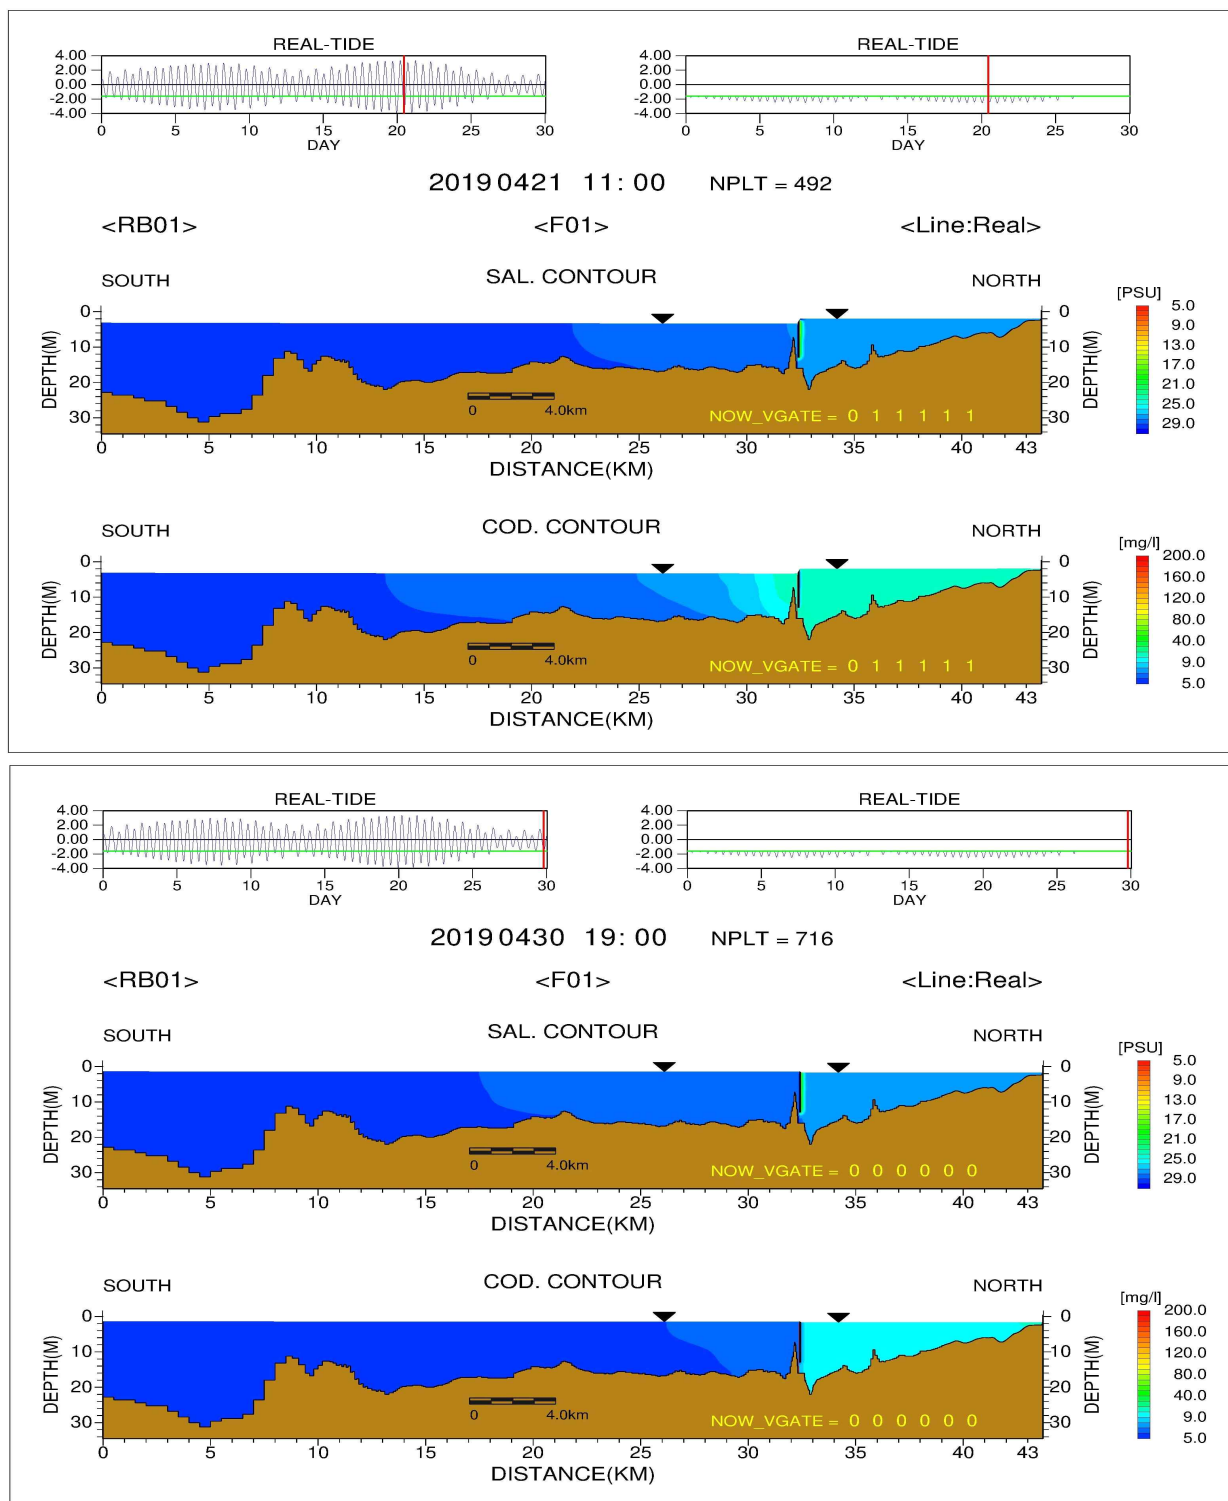 REAL-TIDE REAL-TIDE
4.00 4.00
2.00 2.00
0.00 0.00
-2.00 -2.00
-4.00 -4.00
0 5 10 15 20 25 30 0 5 10 15 20 25 30
DAY DAY
20190421 11:00 NPLT = 492
<RB01> <F01> <Line:Real>
SOUTH SAL. CONTOUR NORTH
[PSU]
0 0 5.0
9.0
10 10 13.0
17.0
20 20 21.0
25.0
30 30 29.0
DEPTH(M) DEPTH(M)
0 4.0km
NOW_VGATE = 0 1 1 1 1 1
0 5 10 15 20 25 30 35 40 43
DISTANCE(KM)
SOUTH COD. CONTOUR NORTH
[mg/l]
0 0 200.0
160.0
10 10 120.0
80.0
20 20 40.0
9.0
30 30 5.0
DEPTH(M) DEPTH(M)
0 4.0km
NOW_VGATE = 0 1 1 1 1 1
0 5 10 15 20 25 30 35 40 43
DISTANCE(KM)
REAL-TIDE REAL-TIDE
4.00 4.00
2.00 2.00
0.00 0.00
-2.00 -2.00
-4.00 -4.00
0 5 10 15 20 25 30 0 5 10 15 20 25 30
DAY DAY
20190430 19:00 NPLT = 716
<RB01> <F01> <Line:Real>
SOUTH SAL. CONTOUR NORTH
[PSU]
0 0 5.0
9.0
10 10 13.0
17.0
20 20 21.0
25.0
30 30 29.0
DEPTH(M) DEPTH(M)
0 4.0km
NOW_VGATE = 0 0 0 0 0 0
0 5 10 15 20 25 30 35 40 43
DISTANCE(KM)
SOUTH COD. CONTOUR NORTH
[mg/l]
0 0 200.0
160.0
10 10 120.0
80.0
20 20 40.0
9.0
30 30 5.0
DEPTH(M) DEPTH(M)
0 4.0km
NOW_VGATE = 0 0 0 0 0 0
0 5 10 15 20 25 30 35 40 43
DISTANCE(KM)